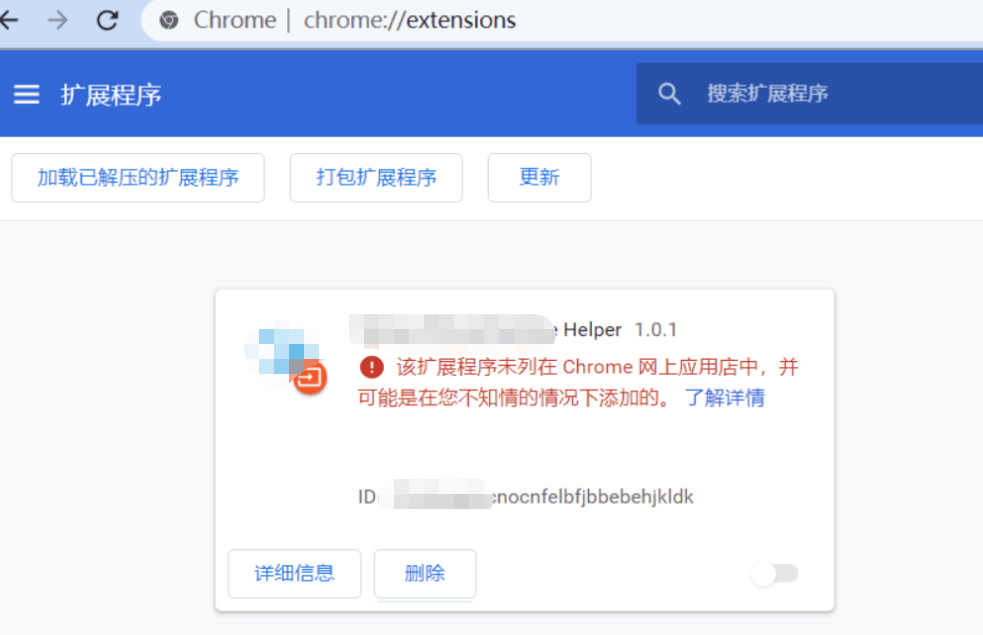 Chrome | chrome://extensions
扩展程序
搜索扩展程序
加载已解压的扩展程序 打包扩展程序 更新
Helper 1.0.1
该扩展程序未列在 Chrome 网上应用店中，并
可能是在您不知情的情况下添加的。 了解详情
ID nocnfelbfjbbebehjkldk
详细信息 删除